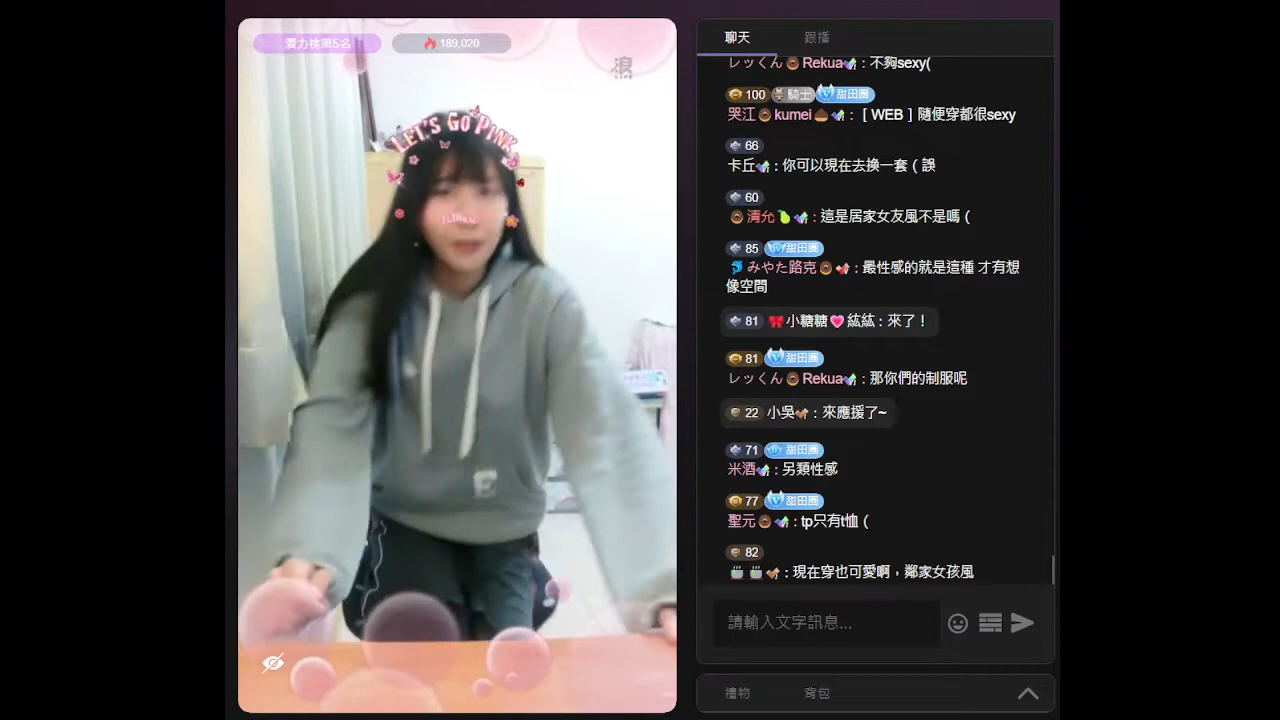 潛力榜第5名
189,020
浪
LIVE
LET'S GO PINK
聊天
跟播
レッくん Rekua : 不夠sexy(
100 騎士 V 甜田圈
哭江 kumei : [ WEB ] 隨便穿都很sexy
66
卡丘 : 你可以現在去換一套 ( 誤
60
清允 : 這是居家女友風不是嗎 (
85 甜田圈
みやた路克 : 最性感的就是這種 才有想
像空間
81 小糖糖 紘紘 : 來了 !
81 V 甜田圈
レッくん Rekua : 那你們的制服呢
22 小吳 : 來應援了~
71 甜田圈
米酒 : 另類性感
77 V 甜田圈
聖元 : tp只有t恤 (
82
: 現在穿也可愛啊，鄰家女孩風
請輸入文字訊息...
禮物
背包